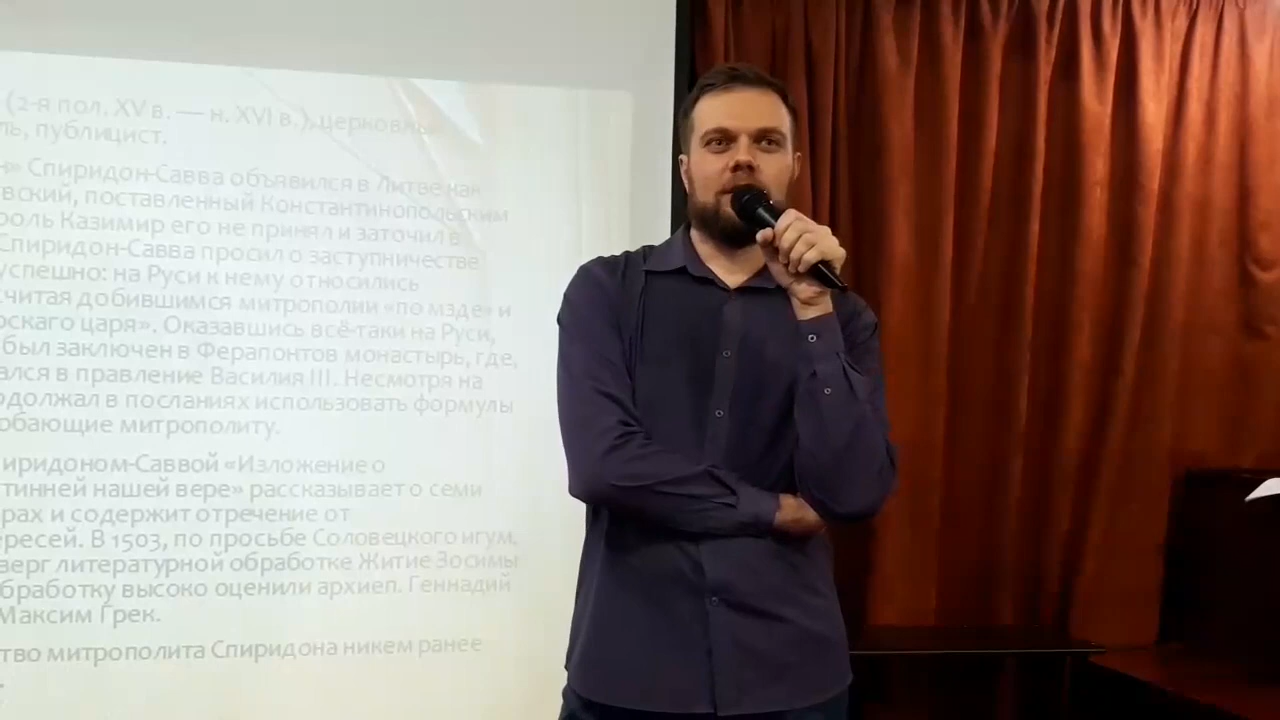 (2-я пол. XV в. — н. XVI в.), церковный
ль, публицист.
н» Спиридон-Савва объявился в Литве как
вский, поставленный Константинопольским
роль Казимир его не принял и заточил в
Спиридон-Савва просил о заступничестве
успешно: на Руси к нему относились
считая добившимся митрополии «по мзде» и
рскаго царя». Оказавшись всё-таки на Руси,
был заключен в Ферапонтов монастырь, где,
ался в правление Василия III. Несмотря на
одолжал в посланиях использовать формулы
обающие митрополиту.
иридоном-Саввой «Изложение о
тинней нашей вере» рассказывает о семи
рах и содержит отречение от
ересей. В 1503, по просьбе Соловецкого игум.
верг литературной обработке Житие Зосимы
бработку высоко оценили архиеп. Геннадий
Максим Грек.
тво митрополита Спиридона никем ранее